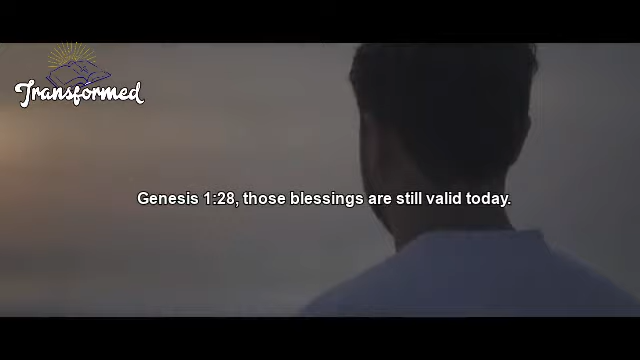 Transformed
Genesis 1:28, those blessings are still valid today.